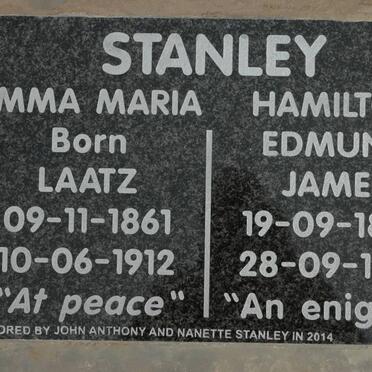 STANLEY
MMA MARIA
Born
LAATZ
09-11-1861
10-06-1912
"At peace"
HAMILT
EDMUN
JAME
19-09-18
28-09-1
"An enig
ORED BY JOHN ANTHONY AND NANETTE STANLEY IN 2014